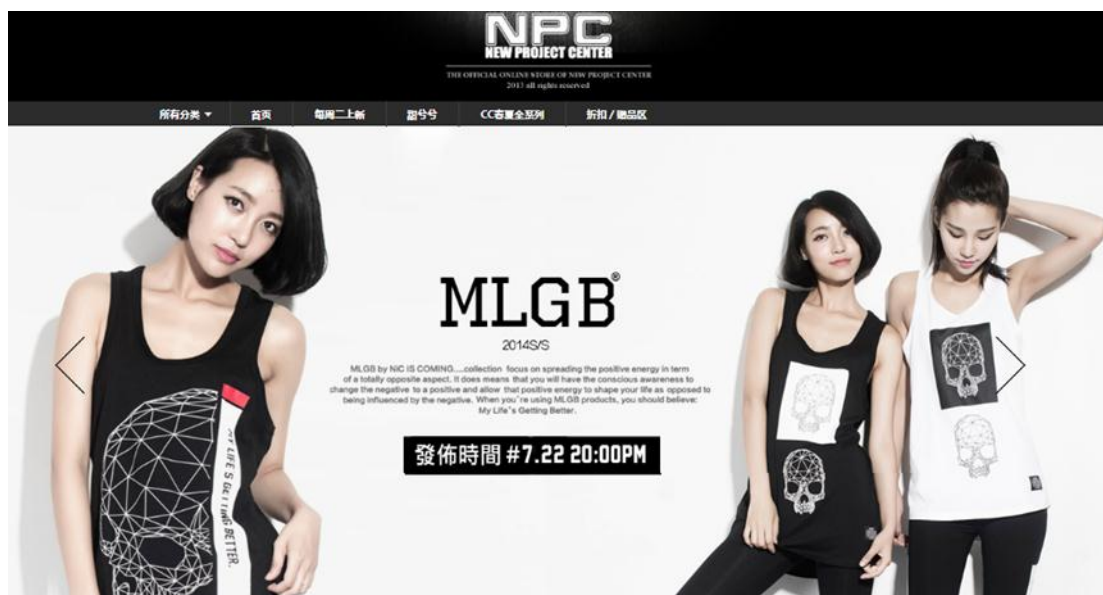 NPC
NEW PROJECT CENTER
THE OFFICIAL ONLINE STORE OF NEW PROJECT CENTER
2013 all rights reserved
所有分类 首页 每周二上新 CC春夏全系列 折扣 / 赠品区
MLGB®
2014S/S
MLGB by NIC IS COMING....collection focus on spreading the positive energy in term
of a totally opposite aspect. It does means that you will have the conscious awareness to
change the negative to a positive and allow that positive energy to shape your life as opposed to
being influenced by the negative. When you're using MLGB products, you should believe:
My Life's Getting Better.
發佈時間 #7.22 20:00PM
MY LIFE'S GETTING BETTER.